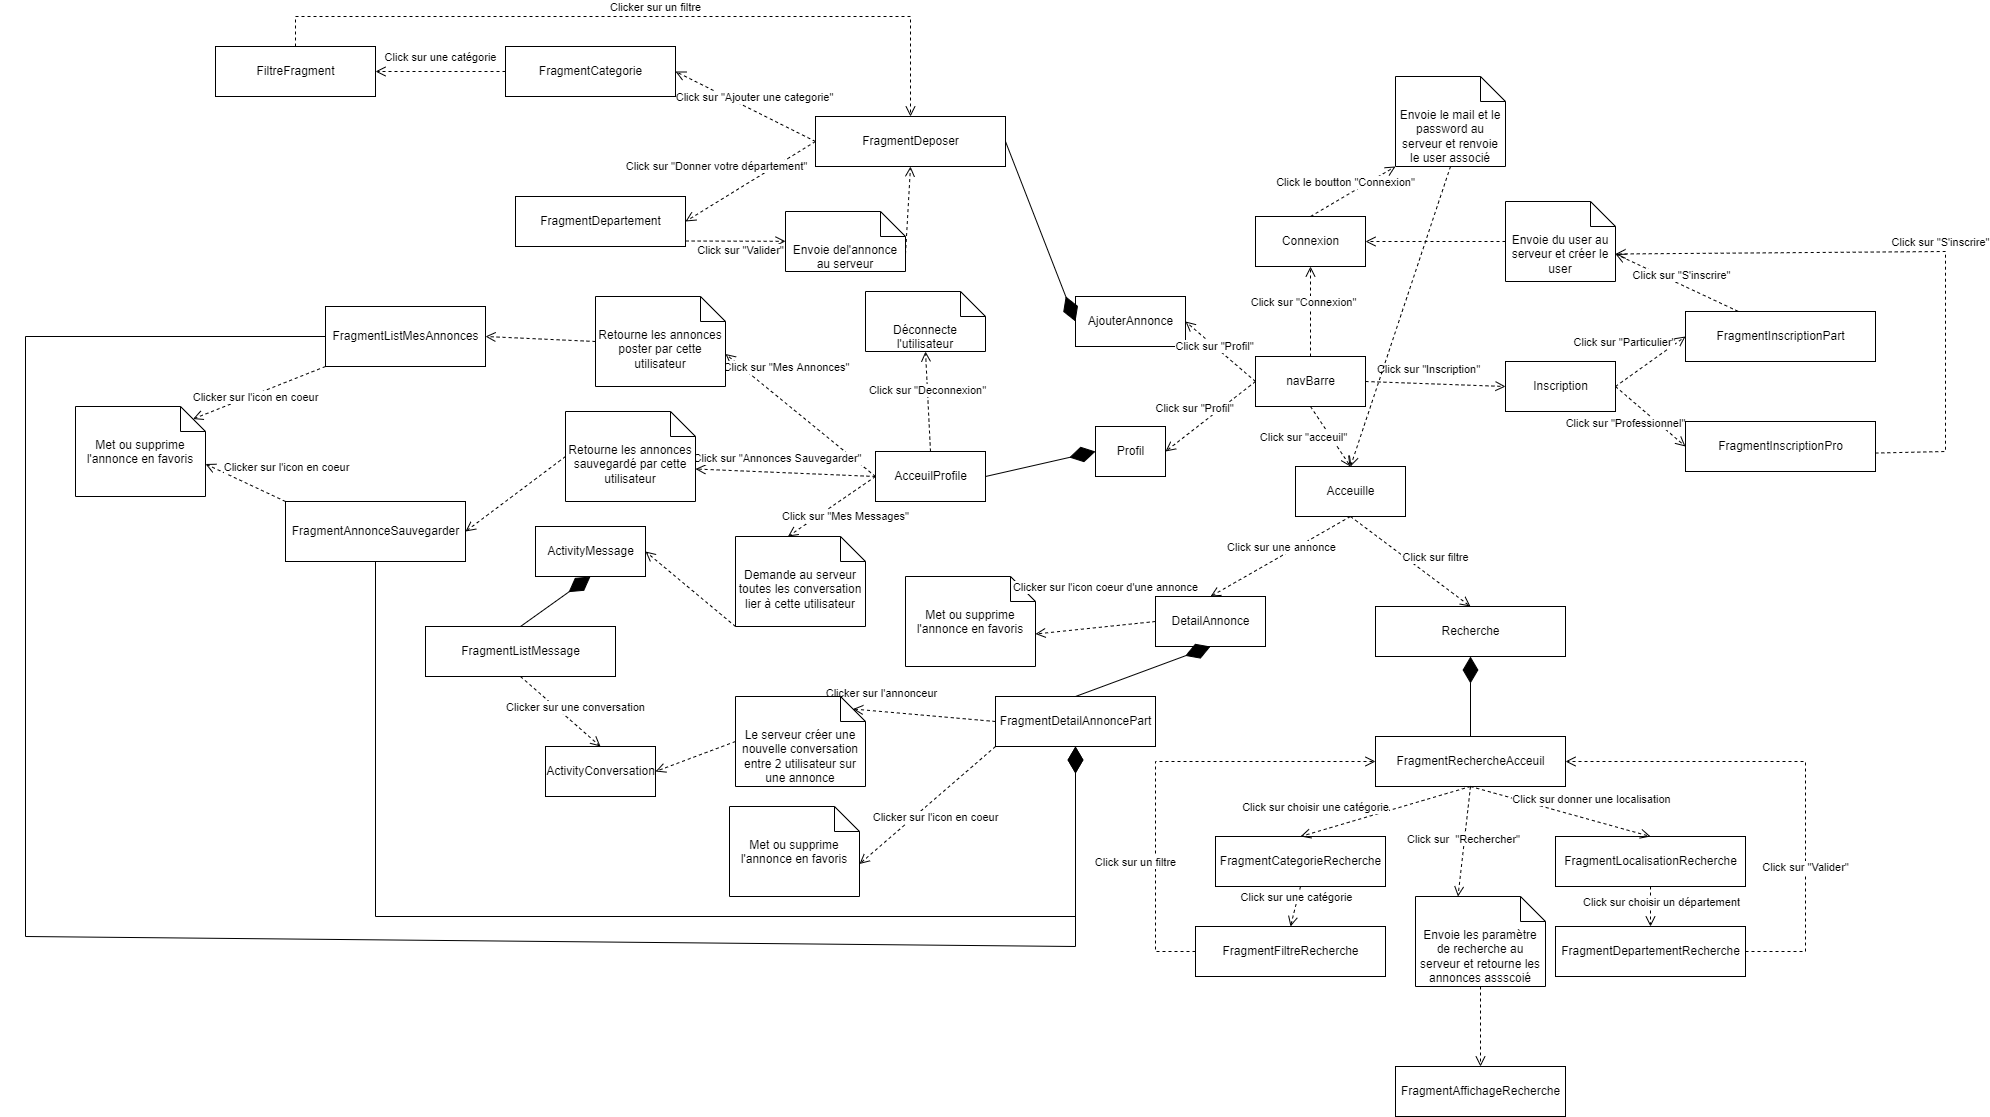 Clicker sur un filtre
FiltreFragment
Click sur une catégorie
FragmentCategorie
Click sur "Ajouter une categorie"
FragmentDeposer
Click sur "Donner votre département"
FragmentDepartement
Click sur "Valider"
Envoie del'annonce
au serveur
Envoie le mail et le
password au
serveur et renvoie
le user associé
Click le boutton "Connexion"
Connexion
Envoie du user au
serveur et créer le
user
Click sur "S'inscrire"
Click sur "S'inscrire"
Click sur "Connexion"
FragmentListMesAnnonces
Retourne les annonces
poster par cette
utilisateur
Déconnecte
l'utilisateur
AjouterAnnonce
Click sur "Profil"
FragmentInscriptionPart
Click sur "Particulier"
Click sur "Mes Annonces"
Click sur "Deconnexion"
navBarre
Click sur "Inscription"
Inscription
Clicker sur l'icon en coeur
Click sur "Profil"
Click sur "Professionnel"
Met ou supprime
l'annonce en favoris
Retourne les annonces
sauvegardé par cette
utilisateur
Click sur "Annonces Sauvegarder"
Profil
Click sur "acceuil"
FragmentInscriptionPro
Clicker sur l'icon en coeur
AcceuilProfile
Acceuille
FragmentAnnonceSauvegarder
Click sur "Mes Messages"
ActivityMessage
Click sur une annonce
Click sur filtre
Demande au serveur
toutes les conversation
lier à cette utilisateur
Clicker sur l'icon coeur d'une annonce
Met ou supprime
l'annonce en favoris
DetailAnnonce
Recherche
FragmentListMessage
Clicker sur une conversation
Clicker sur l'annonceur
FragmentDetailAnnoncePart
Le serveur créer une
nouvelle conversation
entre 2 utilisateur sur
une annonce
ActivityConversation
FragmentRechercheAcceuil
Click sur choisir une catégorie
Click sur donner une localisation
Clicker sur l'icon en coeur
Met ou supprime
l'annonce en favoris
Click sur "Rechercher"
FragmentCategorieRecherche
FragmentLocalisationRecherche
Click sur un filtre
Click sur "Valider"
Click sur une catégorie
Click sur choisir un département
FragmentFiltreRecherche
Envoie les paramètre
de recherche au
serveur et retourne les
annonces assscoié
FragmentDepartementRecherche
FragmentAffichageRecherche